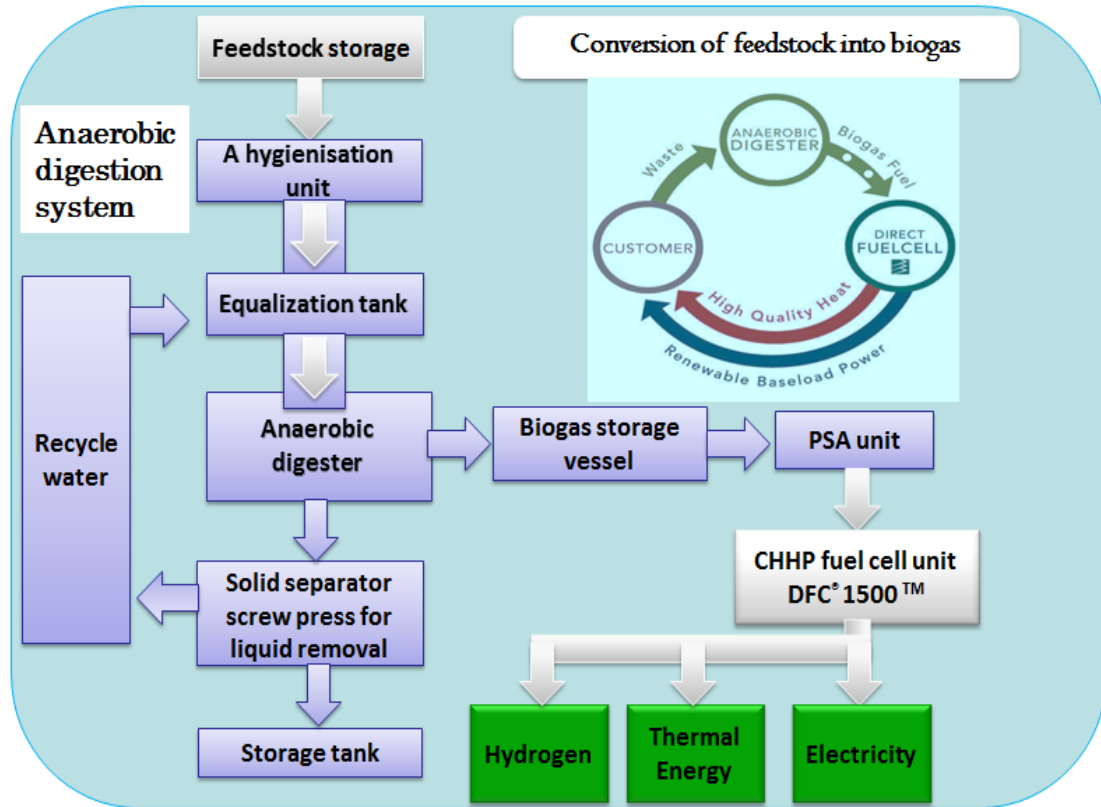 Feedstock storage
Conversion of feedstock into biogas
Anaerobic
digestion
system
A hygienisation
unit
Equalization tank
Recycle
water
Anaerobic
digester
Biogas storage
vessel
PSA unit
Solid separator
screw press for
liquid removal
Storage tank
CHHP fuel cell unit
DFC® 1500 ™
Hydrogen
Thermal
Energy
Electricity
ANAEROBIC
DIGESTER
Waste
Biogas Fuel
CUSTOMER
DIRECT
FUELCELL
High Quality Heat
Renewable Baseload Power